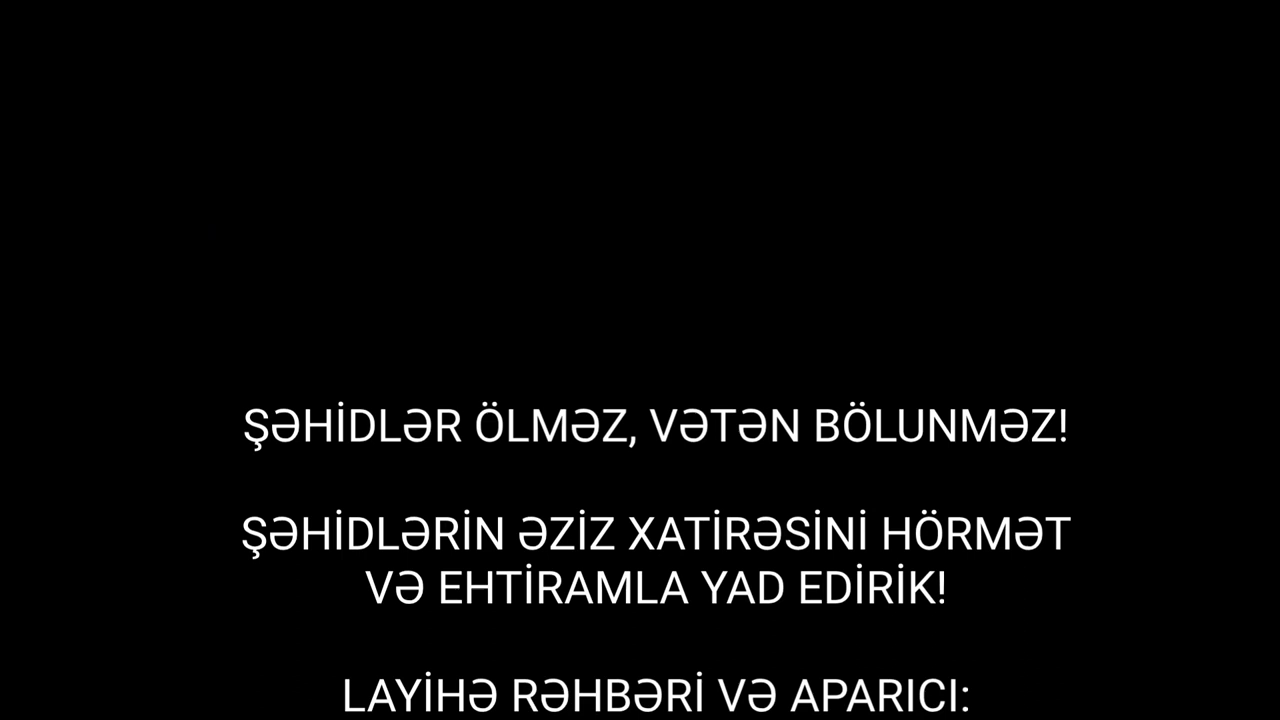 ŞƏHİDLƏR ÖLMƏZ, VƏTƏN BÖLUNMƏZ!
ŞƏHİDLƏRİN ƏZİZ XATİRƏSİNİ HÖRMƏT
VƏ EHTİRAMLA YAD EDİRİK!
LAYİHƏ RƏHBƏRİ VƏ APARICI: